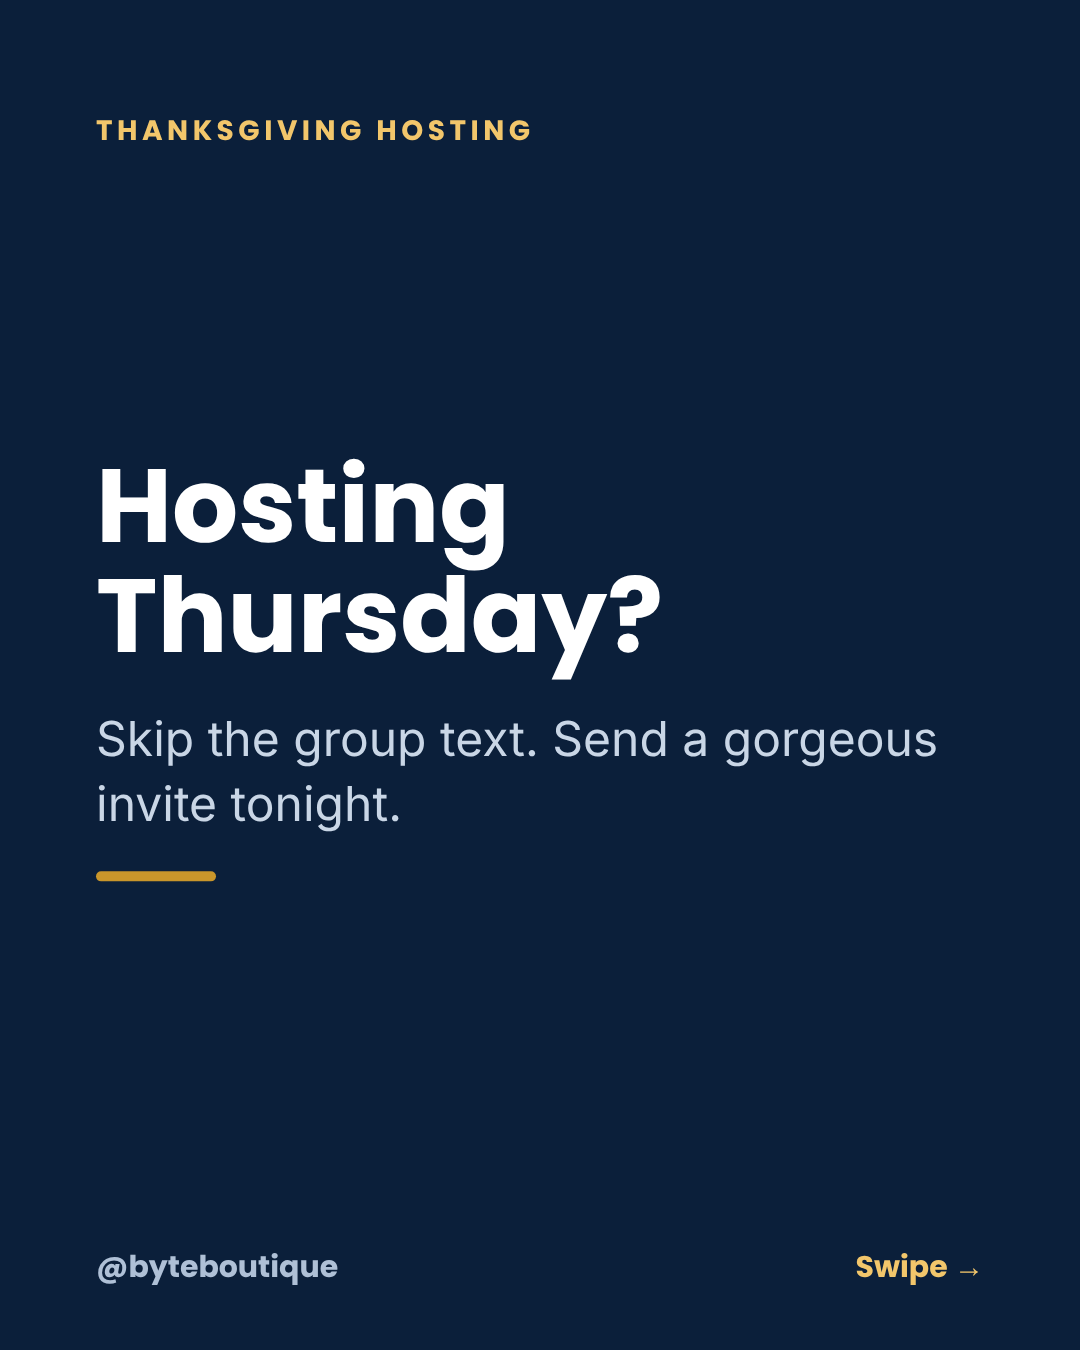 THANKSGIVING HOSTING
Hosting
Thursday?
Skip the group text. Send a gorgeous
invite tonight.
@byteboutique
Swipe →